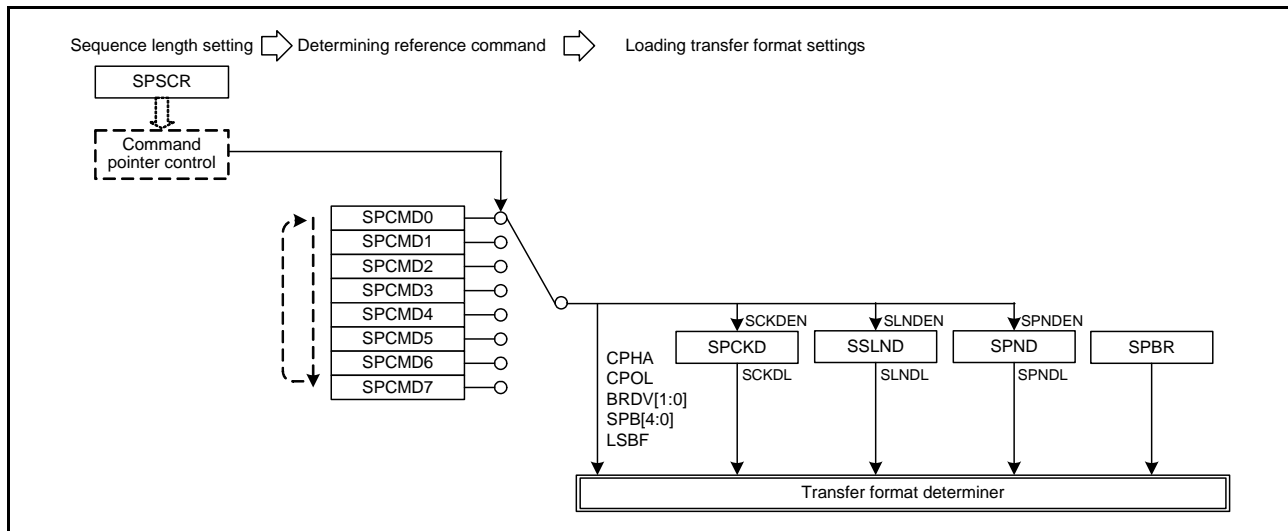 Sequence length setting
Determining reference command
Loading transfer format settings
SPSCR
Command
pointer control
SPCMD0
SPCMD1
SPCMD2
SPCMD3
SPCMD4
SPCMD5
SPCMD6
SPCMD7
CPHA
CPOL
BRDV[1:0]
SPB[4:0]
LSBF
SCKDEN
SPCKD
SCKDL
SLNDEN
SSLND
SLNDL
SPNDEN
SPND
SPNDL
SPBR
Transfer format determiner